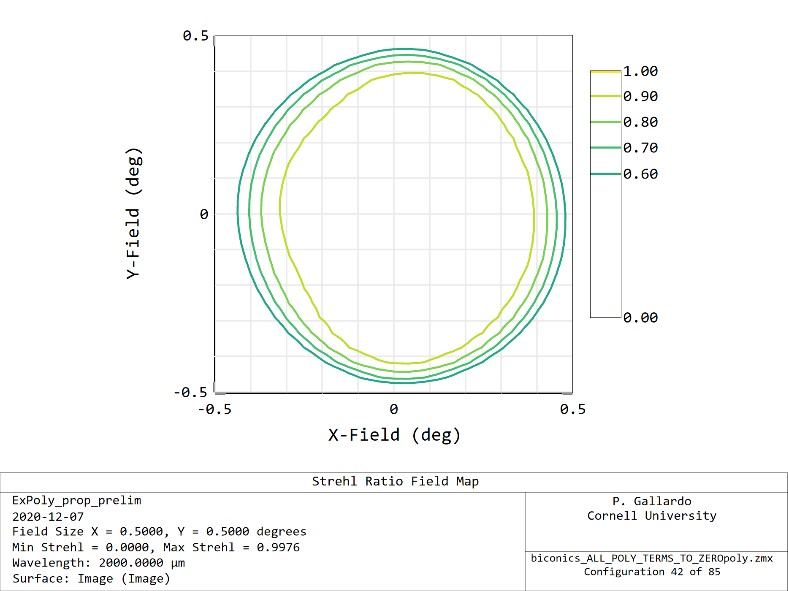 0.5
0
-0.5
-0.5
0
0.5
Y-Field (deg)
X-Field (deg)
1.00
0.90
0.80
0.70
0.60
0.00
Strehl Ratio Field Map
ExPoly_prop_prelim
2020-12-07
Field Size X = 0.5000, Y = 0.5000 degrees
Min Strehl = 0.0000, Max Strehl = 0.9976
Wavelength: 2000.0000 µm
Surface: Image (Image)
P. Gallardo
Cornell University
biconics_ALL_POLY_TERMS_TO_ZEROpoly.zmx
Configuration 42 of 85